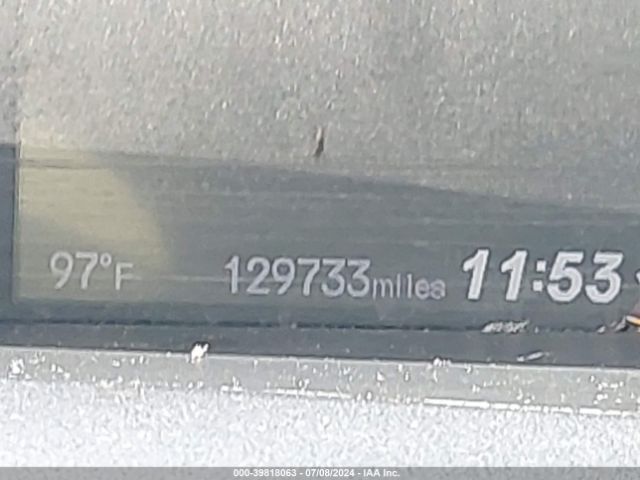 97°F 129733miles 11:53
000-39818063 - 07/08/2024 - IAA Inc.